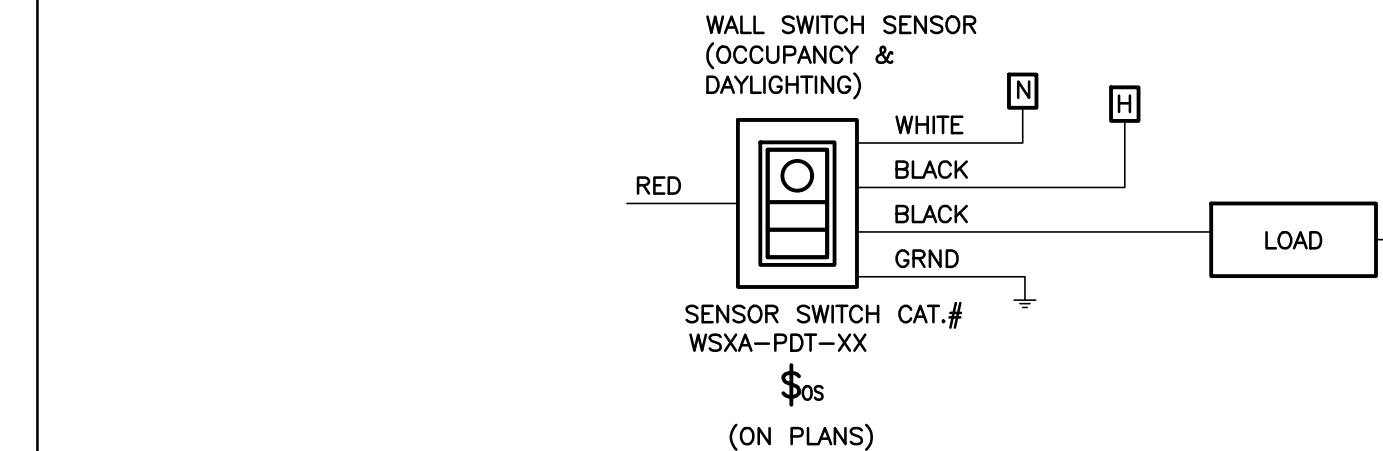 WALL SWITCH SENSOR
(OCCUPANCY &
DAYLIGHTING)
N
H
WHITE
BLACK
RED
BLACK
LOAD
GRND
SENSOR SWITCH CAT.#
WSXA-PDT-XX
$OS
(ON PLANS)